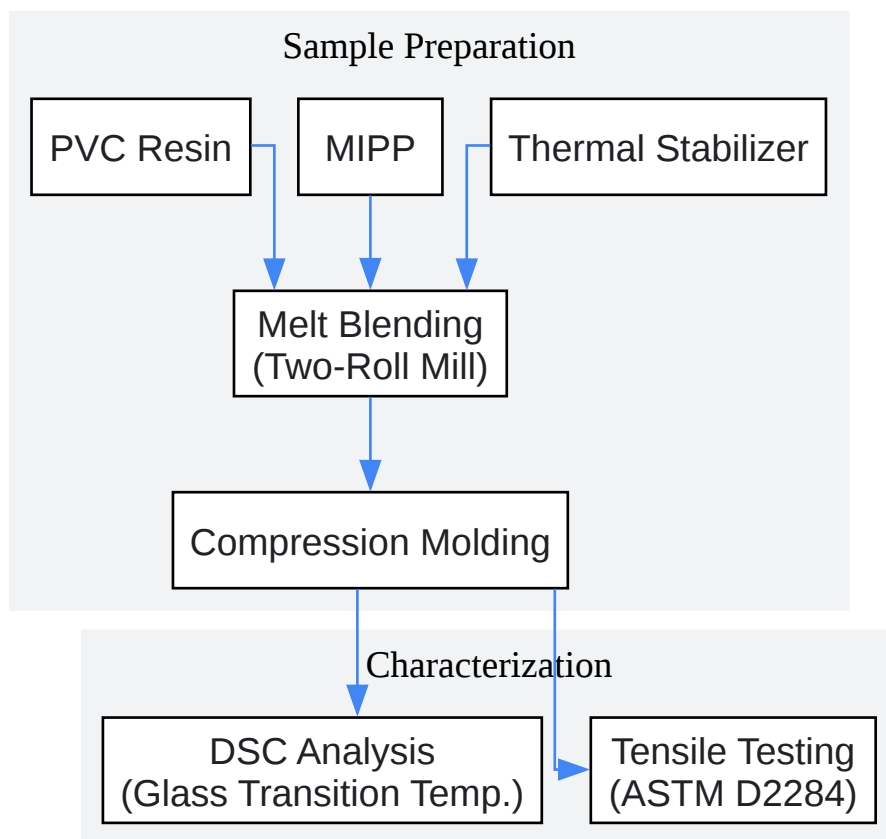 Sample Preparation
PVC Resin
MIPP
Thermal Stabilizer
Melt Blending
(Two-Roll Mill)
Compression Molding
Characterization
DSC Analysis
(Glass Transition Temp.)
Tensile Testing
(ASTM D2284)